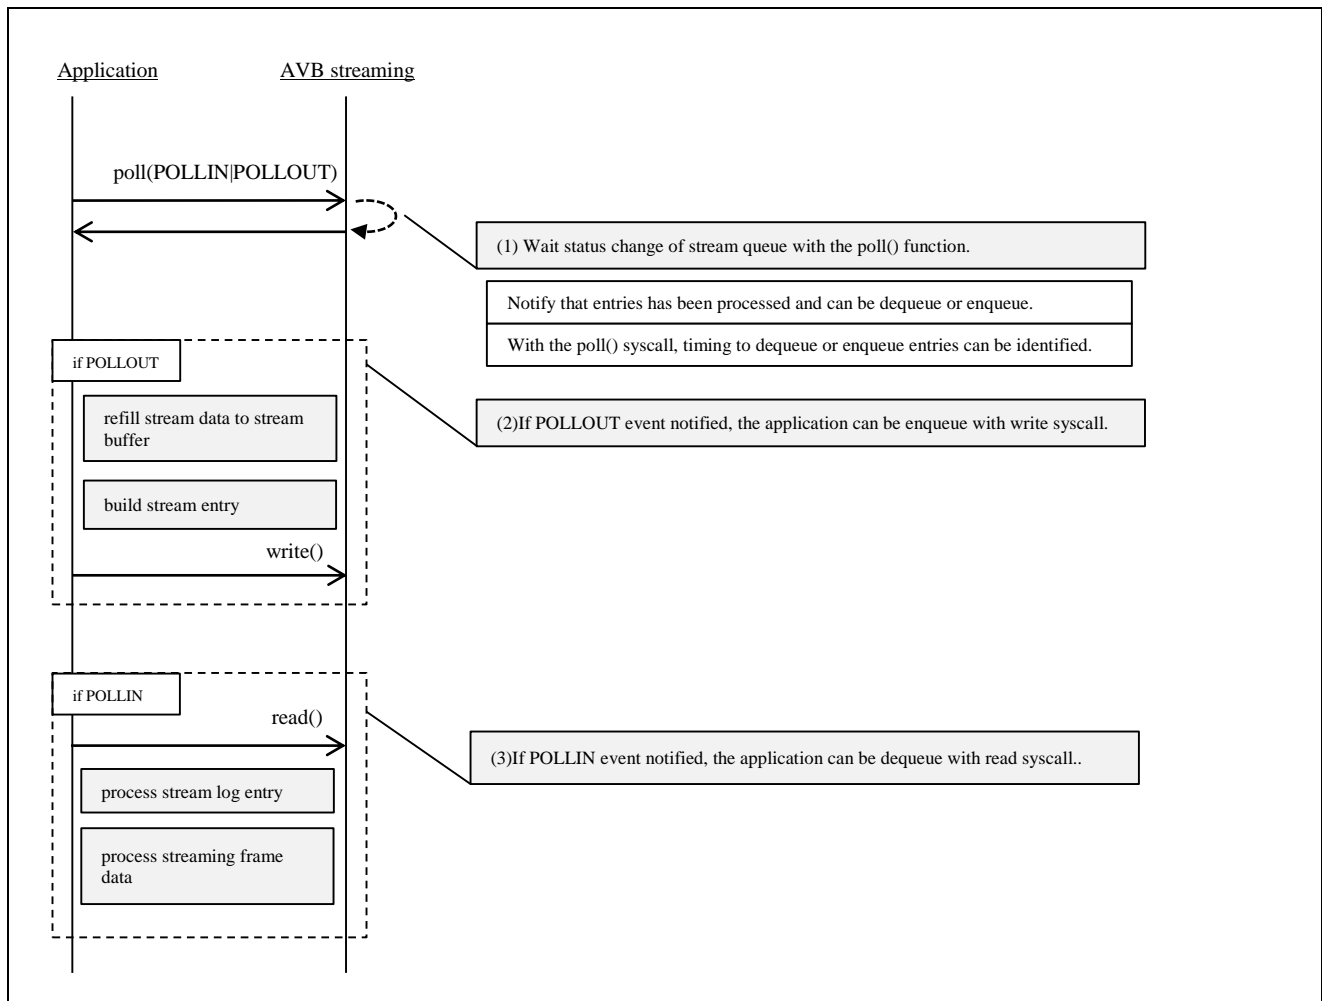 Application
AVB streaming
poll(POLLIN|POLLOUT)
(1) Wait status change of stream queue with the poll() function.
Notify that entries has been processed and can be dequeue or enqueue.
With the poll() syscall, timing to dequeue or enqueue entries can be identified.
if POLLOUT
refill stream data to stream
buffer
(2)If POLLOUT event notified, the application can be enqueue with write syscall.
build stream entry
write()
if POLLIN
read()
(3)If POLLIN event notified, the application can be dequeue with read syscall..
process stream log entry
process streaming frame
data